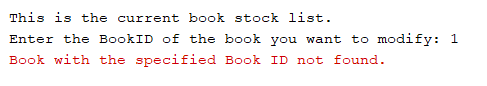 This is the current book stock list.
Enter the BookID of the book you want to modify: 1
Book with the specified Book ID not found.